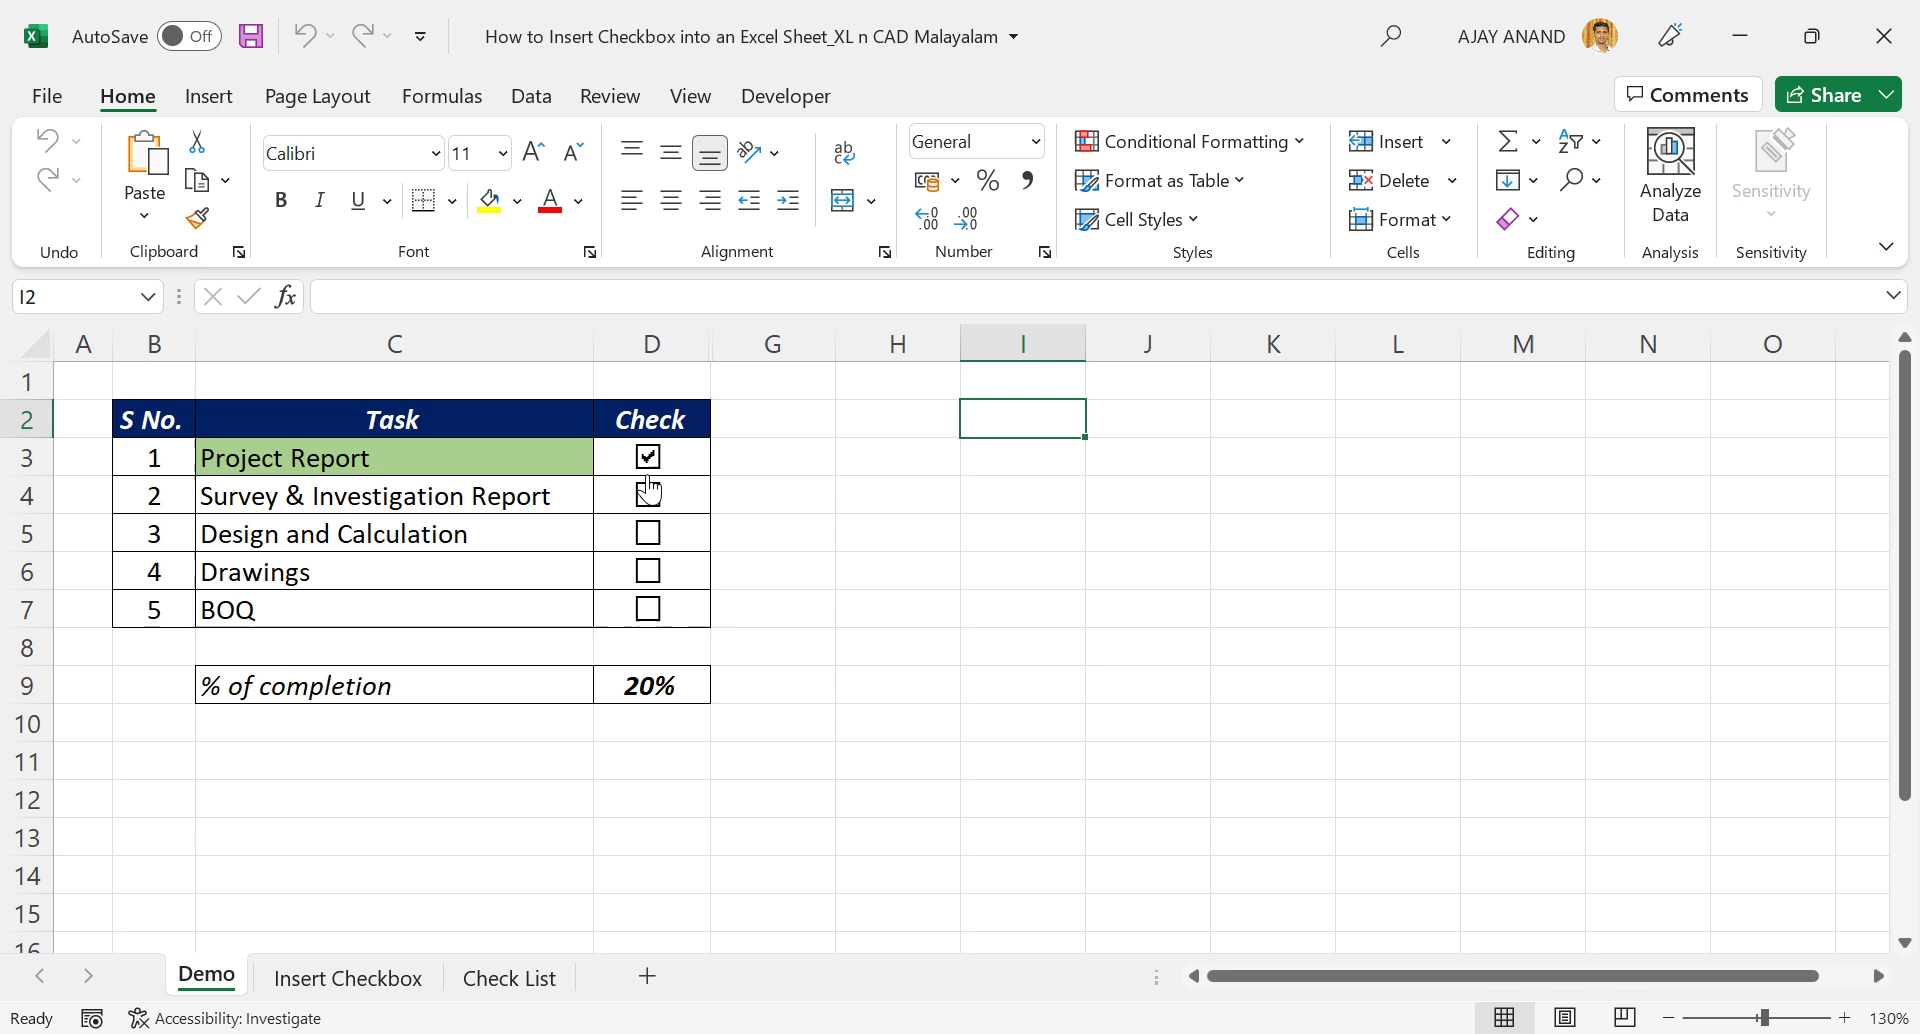 AutoSave Off How to Insert Checkbox into an Excel Sheet_XL n CAD Malayalam AJAY ANAND
File Home Insert Page Layout Formulas Data Review View Developer Comments Share
Calibri 11 General Conditional Formatting Insert
Paste Format as Table Delete Analyze Data Sensitivity
B I U Cell Styles Format
Undo Clipboard Font Alignment Number Styles Cells Editing Analysis Sensitivity
I2 fx
A B C D G H I J K L M N O
1
2 S No. Task Check
3 1 Project Report
4 2 Survey & Investigation Report
5 3 Design and Calculation
6 4 Drawings
7 5 BOQ
8
9 % of completion 20%
10
11
12
13
14
15
16
Demo Insert Checkbox Check List
Ready Accessibility: Investigate 130%